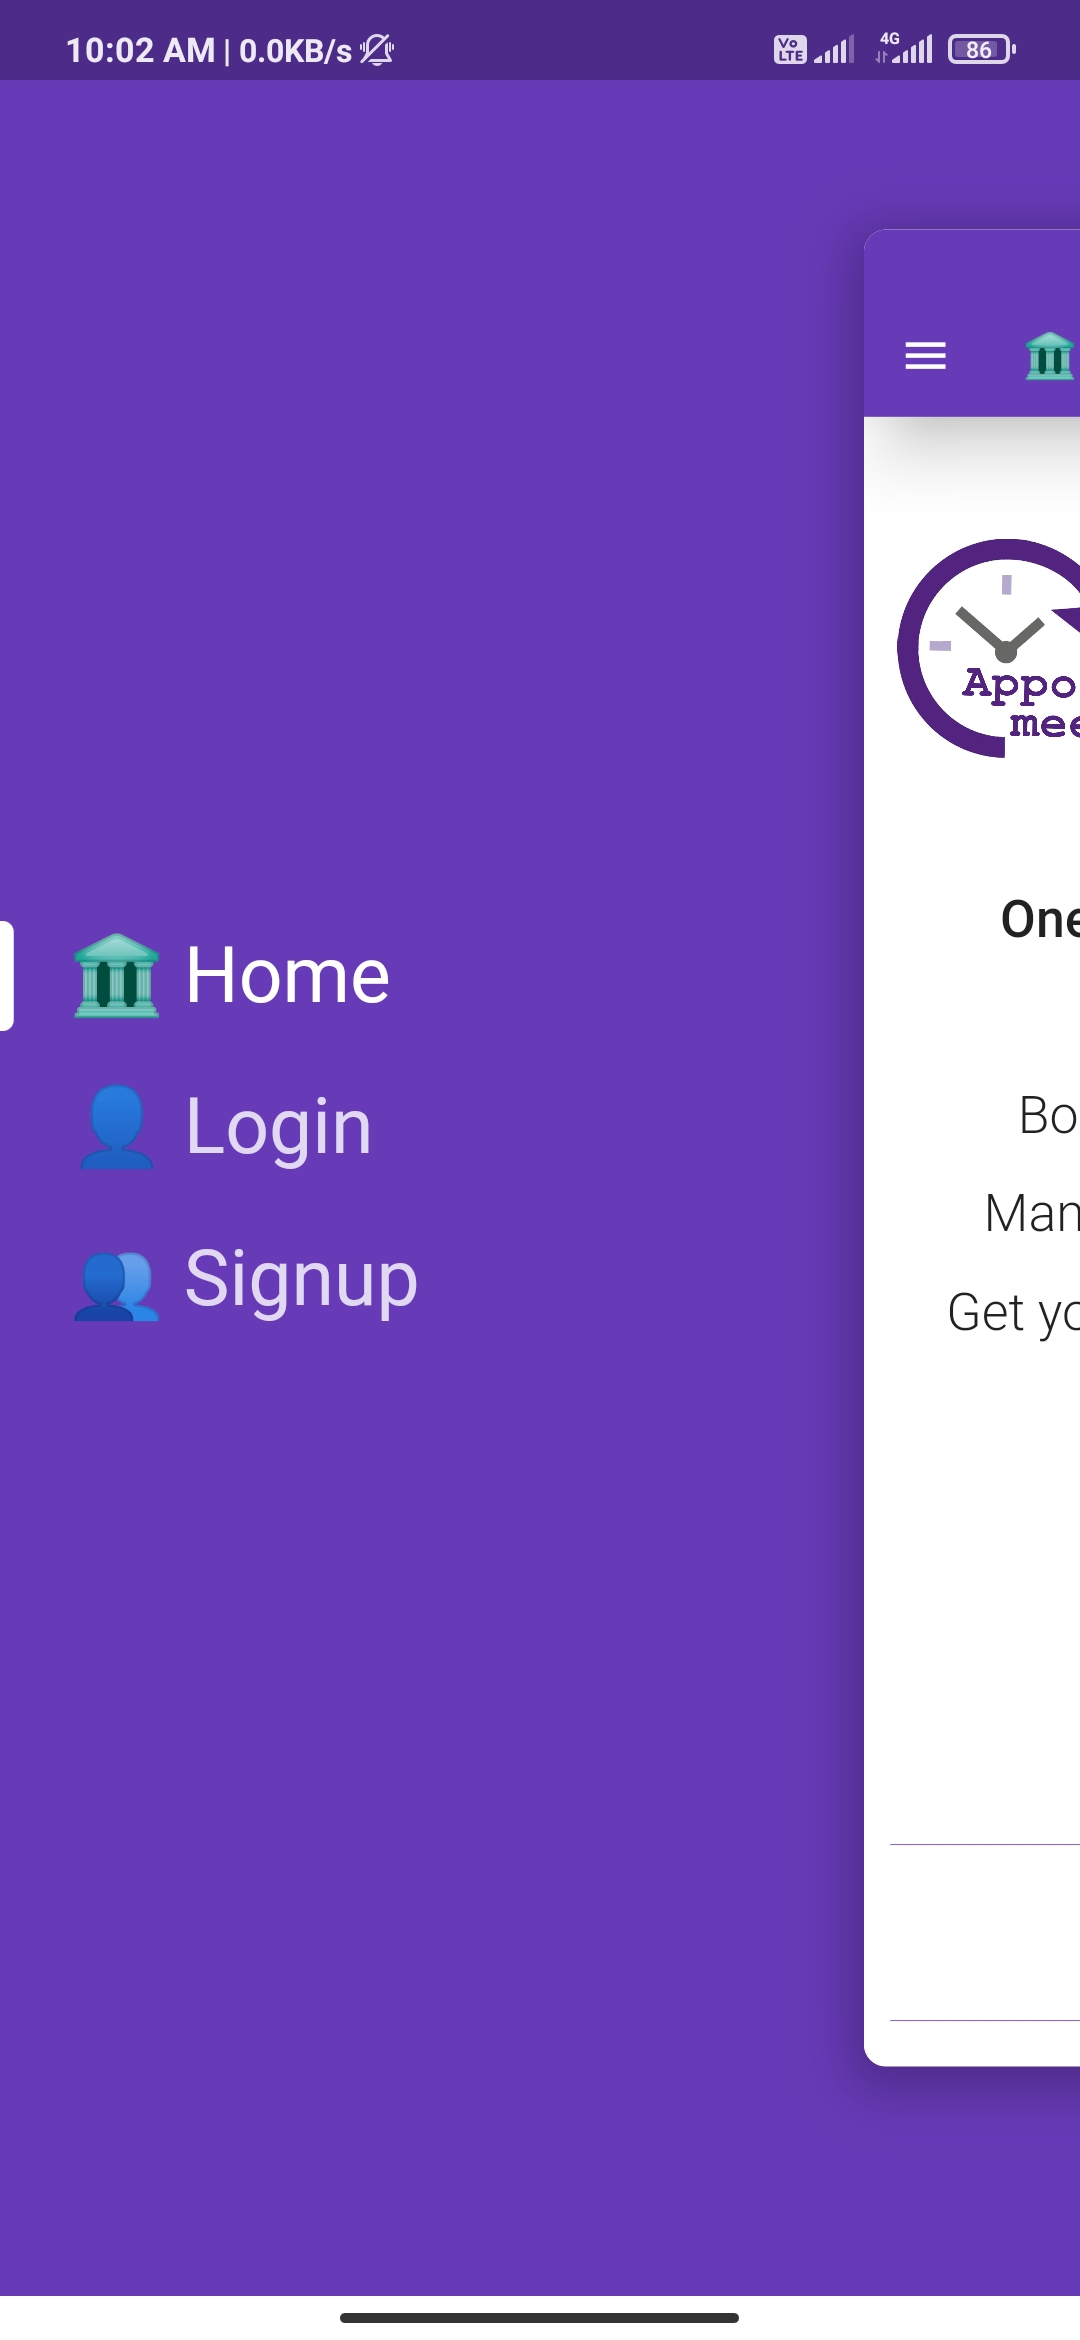 10:02 AM | 0.0KB/s
Vo LTE 4G 86
Home
Login
Signup
Appo
mee
One
Bo
Man
Get yo